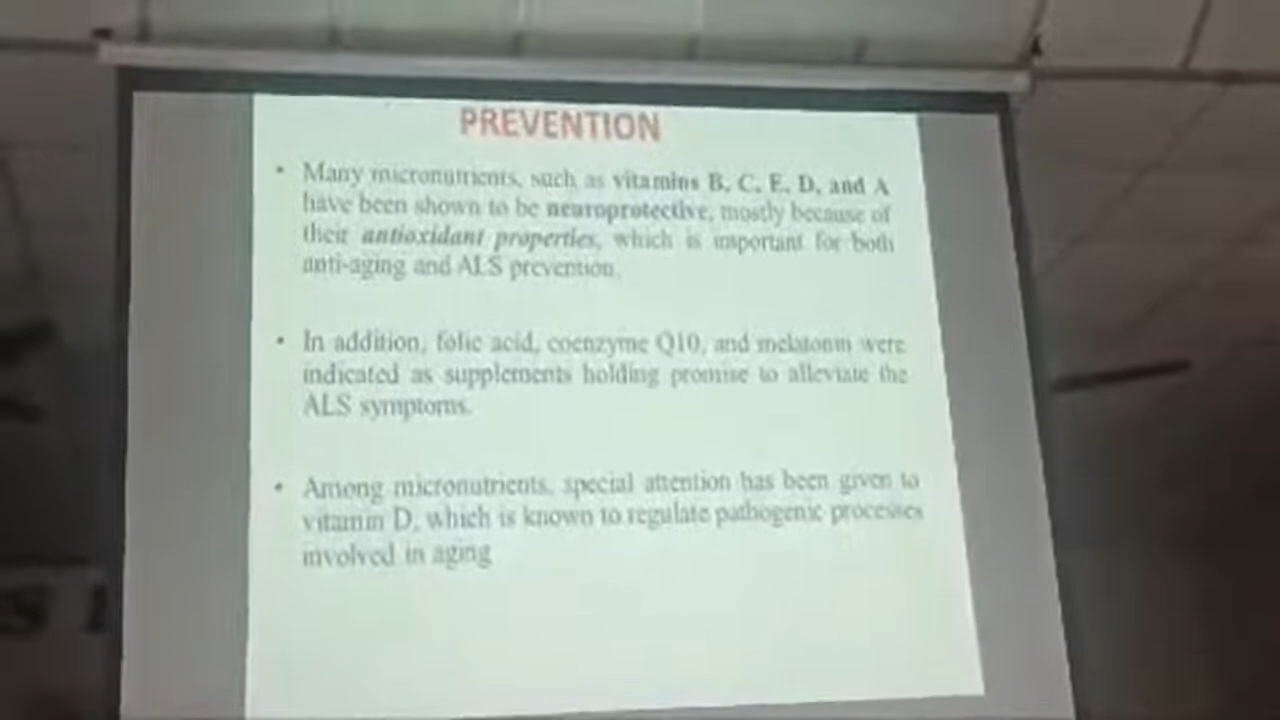 PREVENTION
• Many micronutrients, such as vitamins B, C, E, D, and A
have been shown to be neuroprotective, mostly because of
their antioxidant properties, which is important for both
anti-aging and ALS prevention.
• In addition, folic acid, coenzyme Q10, and melatonin were
indicated as supplements holding promise to alleviate the
ALS symptoms.
• Among micronutrients, special attention has been given to
vitamin D, which is known to regulate pathogenic processes
involved in aging